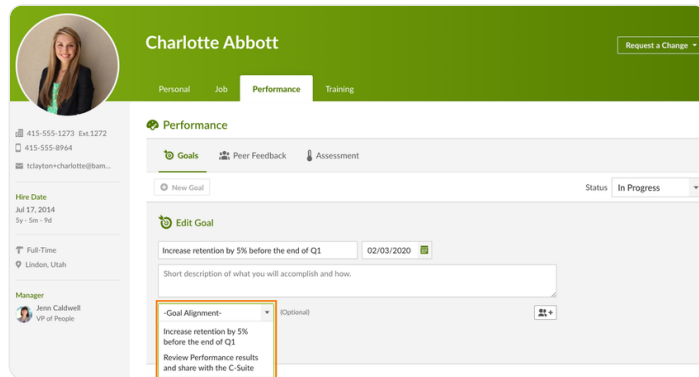 Charlotte Abbott
Request a Change
Personal
Job
Performance
Training
415-555-1273 Ext.1272
415-555-8964
tclayton+charlotte@bam...
Hire Date
Jul 17, 2014
5y - 5m - 9d
Full-Time
Lindon, Utah
Manager
Jenn Caldwell
VP of People
Performance
Goals
Peer Feedback
Assessment
New Goal
Status
In Progress
Edit Goal
Increase retention by 5% before the end of Q1
02/03/2020
Short description of what you will accomplish and how.
-Goal Alignment-
(Optional)
Increase retention by 5%
before the end of Q1
Review Performance results
and share with the C-Suite